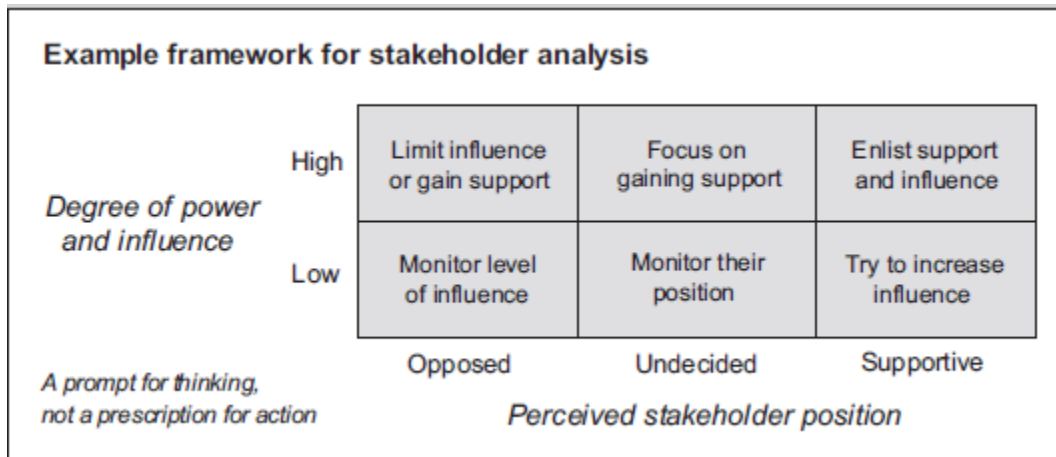 Example framework for stakeholder analysis
High
Limit influence
or gain support
Focus on
gaining support
Enlist support
and influence
Degree of power
and influence
Low
Monitor level
of influence
Monitor their
position
Try to increase
influence
Opposed
Undecided
Supportive
A prompt for thinking,
not a prescription for action
Perceived stakeholder position